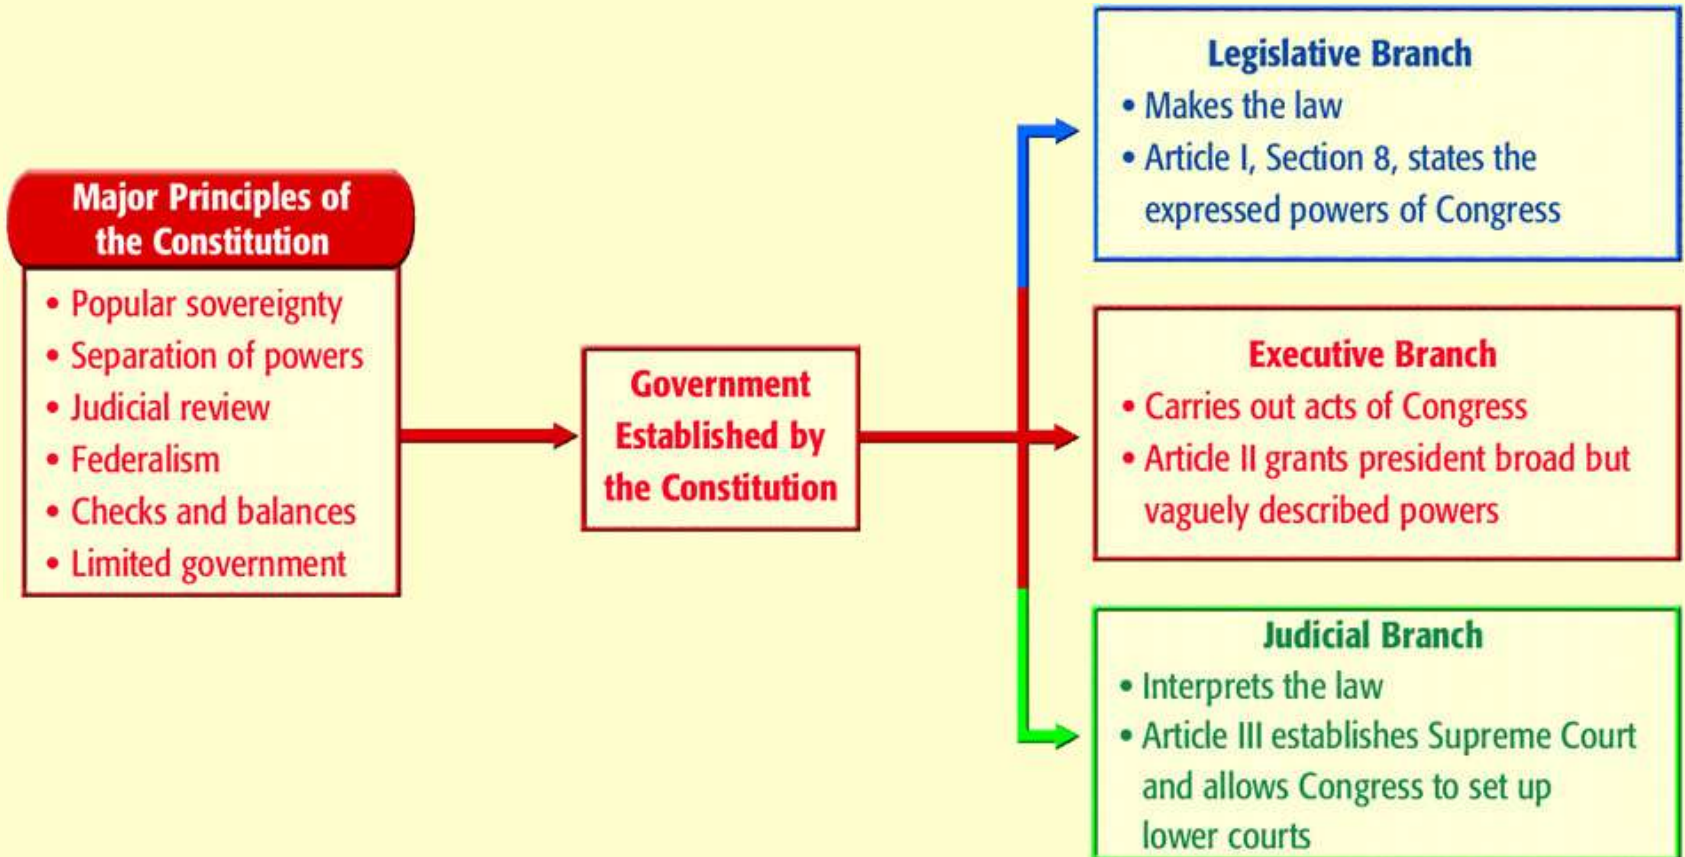 Major Principles of
the Constitution
• Popular sovereignty
• Separation of powers
• Judicial review
• Federalism
• Checks and balances
• Limited government
Government
Established by
the Constitution
Legislative Branch
• Makes the law
• Article I, Section 8, states the
expressed powers of Congress
Executive Branch
• Carries out acts of Congress
• Article II grants president broad but
vaguely described powers
Judicial Branch
• Interprets the law
• Article III establishes Supreme Court
and allows Congress to set up
lower courts